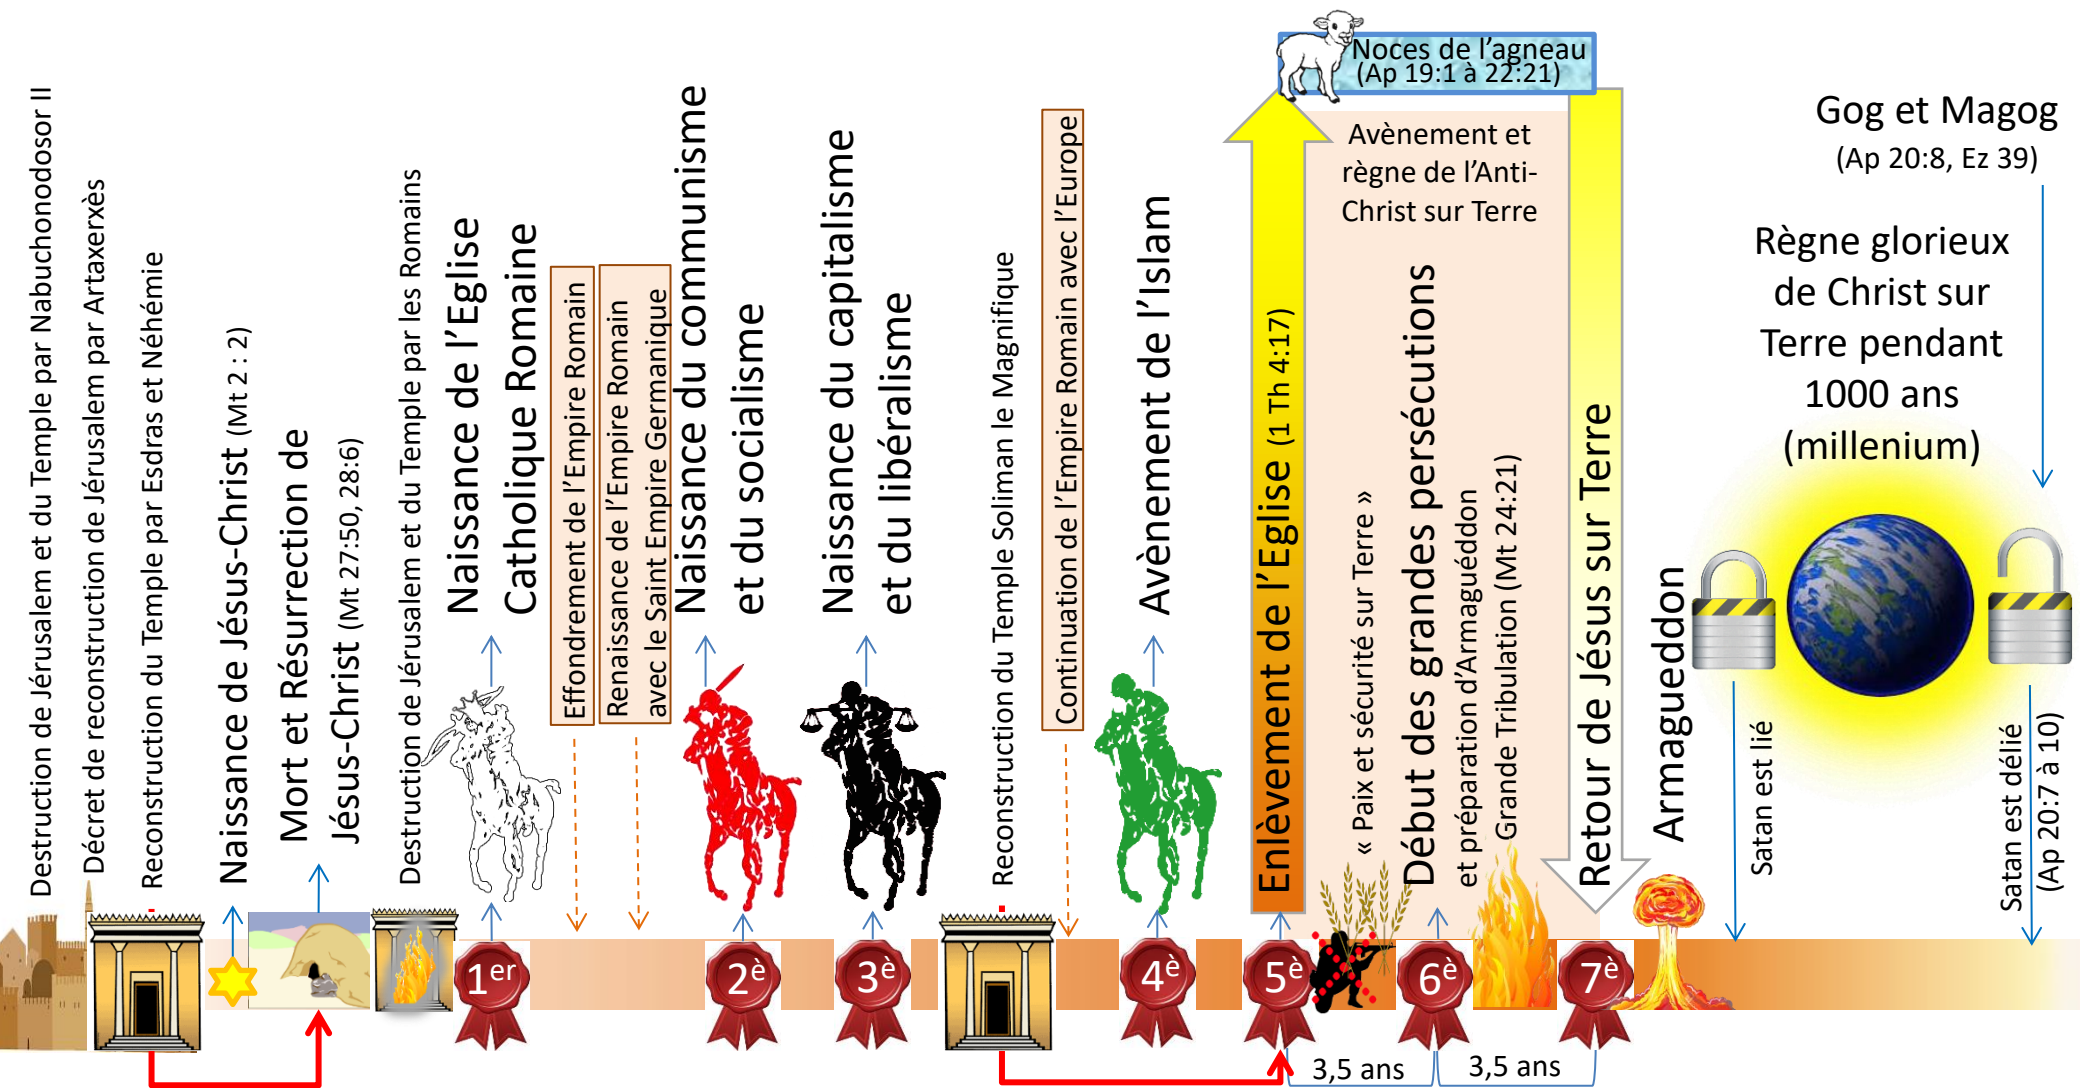 Destruction de Jérusalem et du Temple par Nabuchonodosor II
Décret de reconstruction de Jérusalem par Artaxerxès
Reconstruction du Temple par Esdras et Néhémie
Naissance de Jésus-Christ (Mt 2 : 2)
Mort et Résurrection de
Jésus-Christ (Mt 27:50, 28:6)
Destruction de Jérusalem et du Temple par les Romains
Naissance de l'Eglise
Catholique Romaine
Effondrement de l'Empire Romain
Renaissance de l'Empire Romain
avec le Saint Empire Germanique
Naissance du communisme
et du socialisme
Naissance du capitalisme
et du libéralisme
Reconstruction du Temple Soliman le Magnifique
Continuation de l'Empire Romain avec l'Europe
Avènement de l'Islam
Enlèvement de l'Eglise (1 Th 4:17)
Noces de l'agneau
(Ap 19:1 à 22:21)
Avènement et
règne de l'Anti-
Christ sur Terre
« Paix et sécurité sur Terre »
Début des grandes persécutions
et préparation d'Armaguéddon
Grande Tribulation (Mt 24:21)
Retour de Jésus sur Terre
Armagueddon
Gog et Magog
(Ap 20:8, Ez 39)
Règne glorieux
de Christ sur
Terre pendant
1000 ans
(millenium)
Satan est lié
Satan est délié
(Ap 20:7 à 10)
1er
2è
3è
4è
5è
6è
7è
3,5 ans
3,5 ans